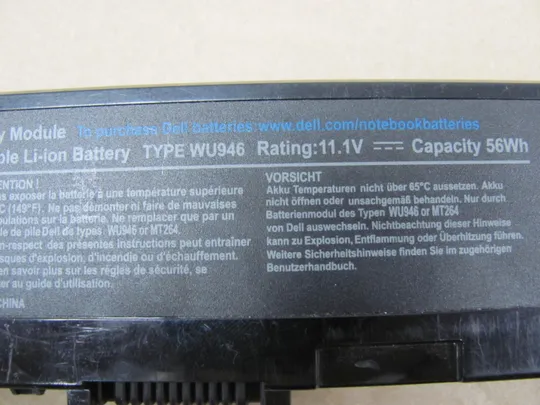 y Module To purchase Dell batteries www.dell.com/notebookbatteries
ble Li-ion Battery TYPE WU946 Rating:11.1V Capacity 56Wh
ENTION !
s exposer la batterie à une température supérieure
C (149°F). Ne pas démonter ni faire de mauvaises
pulations sur la batterie. Ne remplacer que par un
de pile Dell de types WU946 or MT264.
n-respect des présentes instructions peut entraîner
ques d'explosion, d'incendie ou d'échauffement.
en savoir plus sur les règles de sécurité, se
er au guide d'utilisation.
CHINA
VORSICHT
Akku Temperaturen nicht über 65°C aussetzen. Akku
nicht öffnen oder unsachgemäß behandeln. Nur durch
Batterienmodul des Typen WU946 or MT264
von Dell auswechseln. Nichtbeachtung dieser Hinweise
kann zu Explosion, Entflammung oder Überhitzung führen.
Weitere Sicherheitshinweise finden Sie im zugehörigen
Benutzerhandbuch.